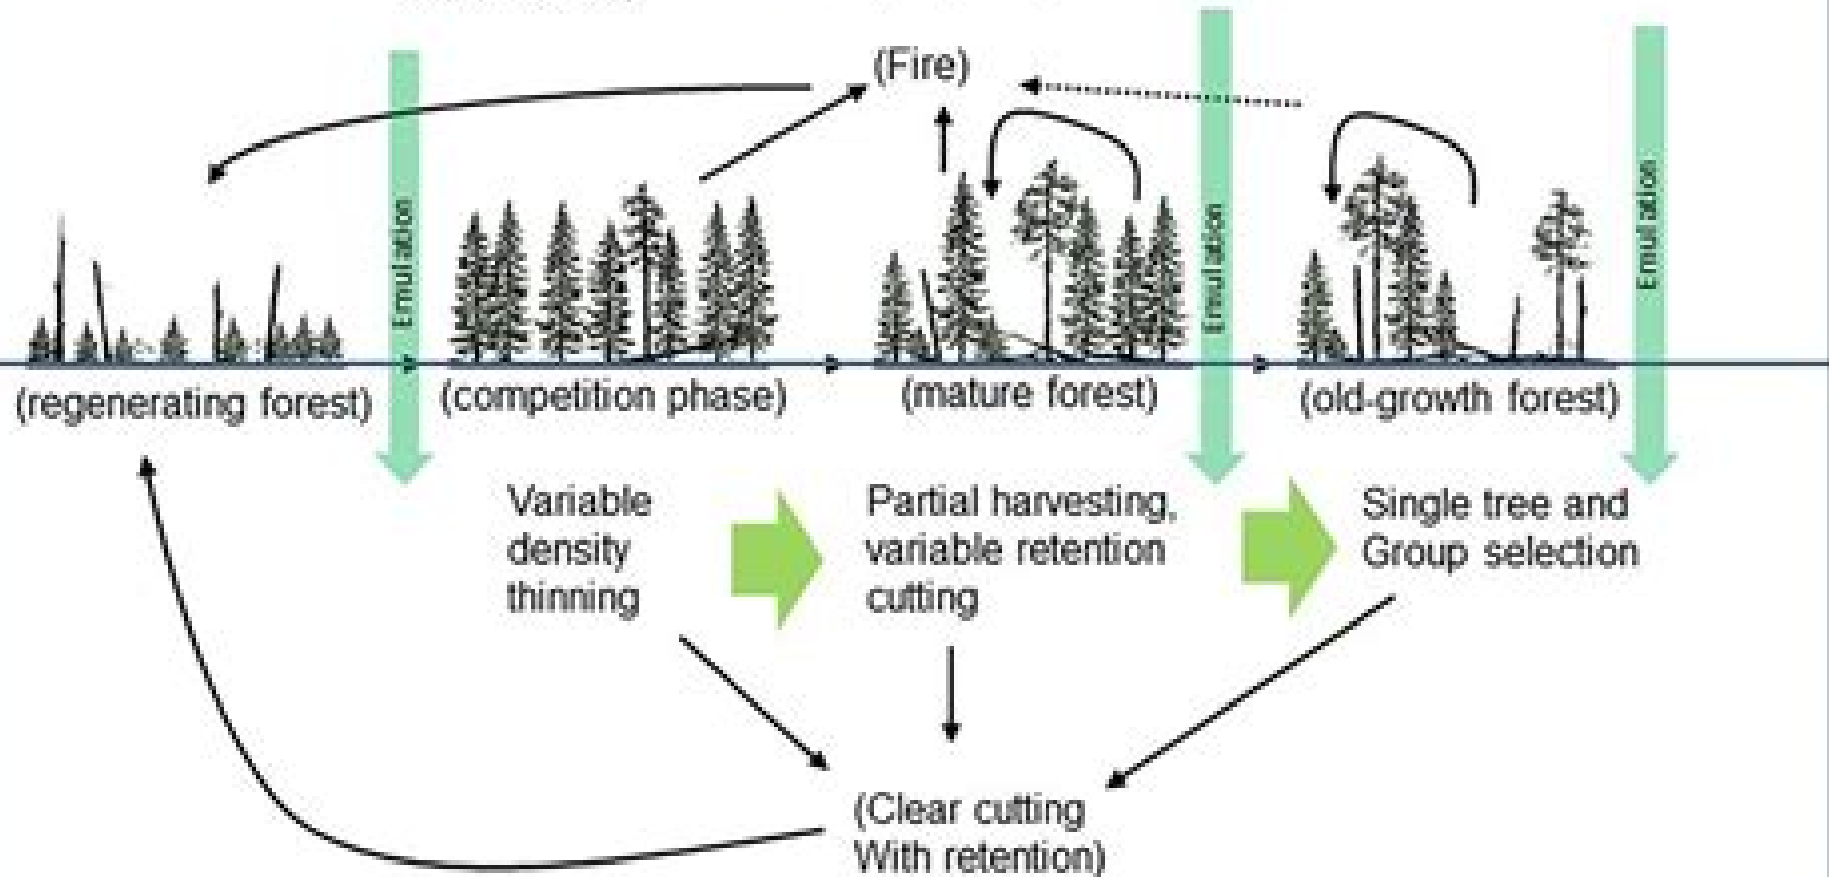 (Fire)
Emulation
Emulation
Emulation
(regenerating forest)
(competition phase)
(mature forest)
(old-growth forest)
Variable
density
thinning
Partial harvesting,
variable retention
cutting
Single tree and
Group selection
(Clear cutting
With retention)